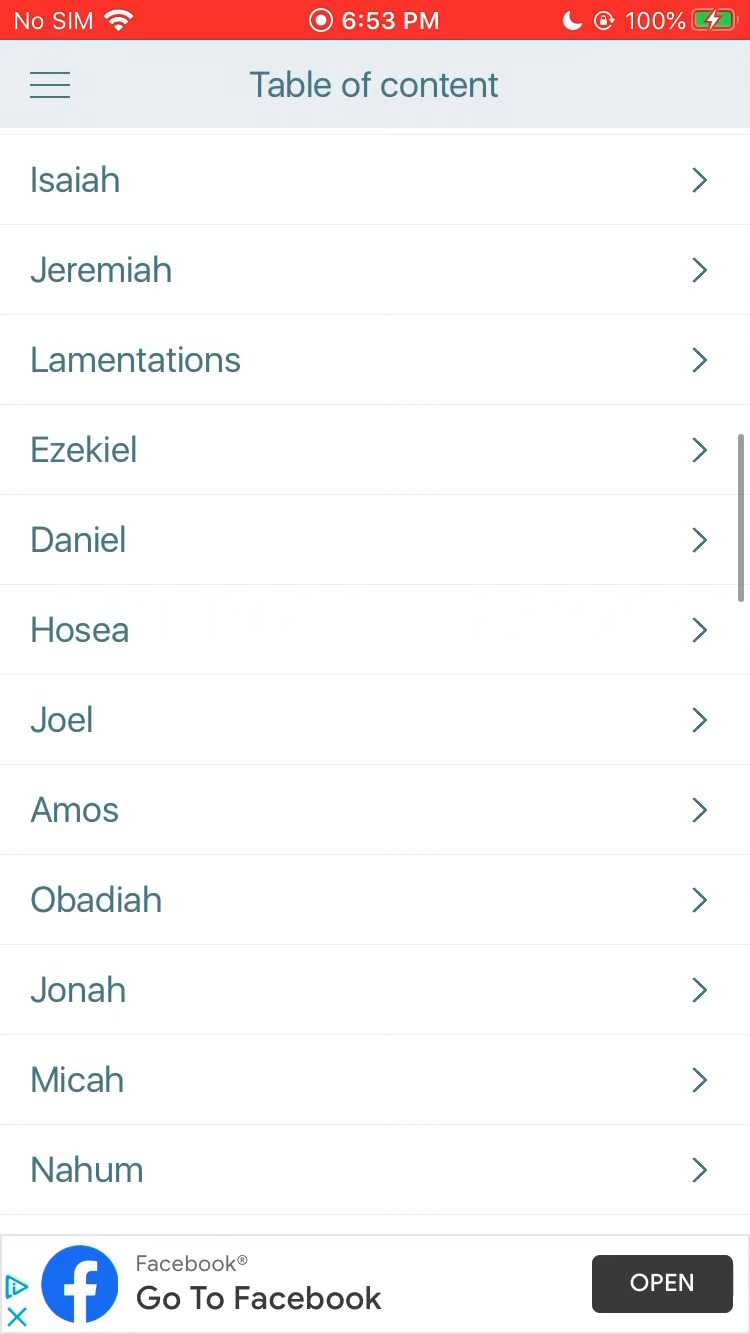 No SIM 6:53 PM 100%
Table of content
Isaiah
Jeremiah
Lamentations
Ezekiel
Daniel
Hosea
Joel
Amos
Obadiah
Jonah
Micah
Nahum
Facebook®
Go To Facebook
OPEN